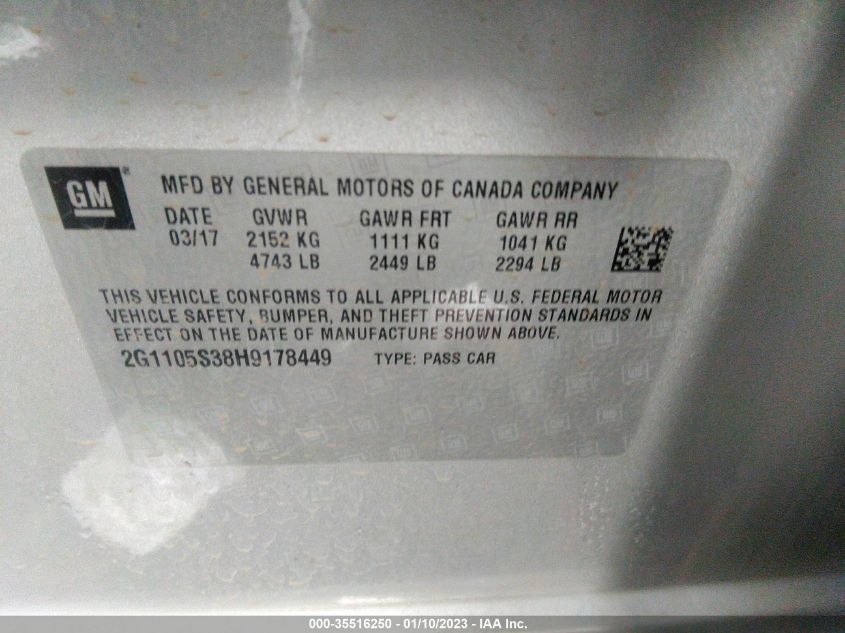 GM ®
MFD BY GENERAL MOTORS OF CANADA COMPANY
DATE GVWR GAWR FRT GAWR RR
03/17 2152 KG 1111 KG 1041 KG
4743 LB 2449 LB 2294 LB
THIS VEHICLE CONFORMS TO ALL APPLICABLE U.S. FEDERAL MOTOR
VEHICLE SAFETY, BUMPER, AND THEFT PREVENTION STANDARDS IN
EFFECT ON THE DATE OF MANUFACTURE SHOWN ABOVE.
2G1105S38H9178449 TYPE: PASS CAR
000-35516250 - 01/10/2023 - IAA Inc.